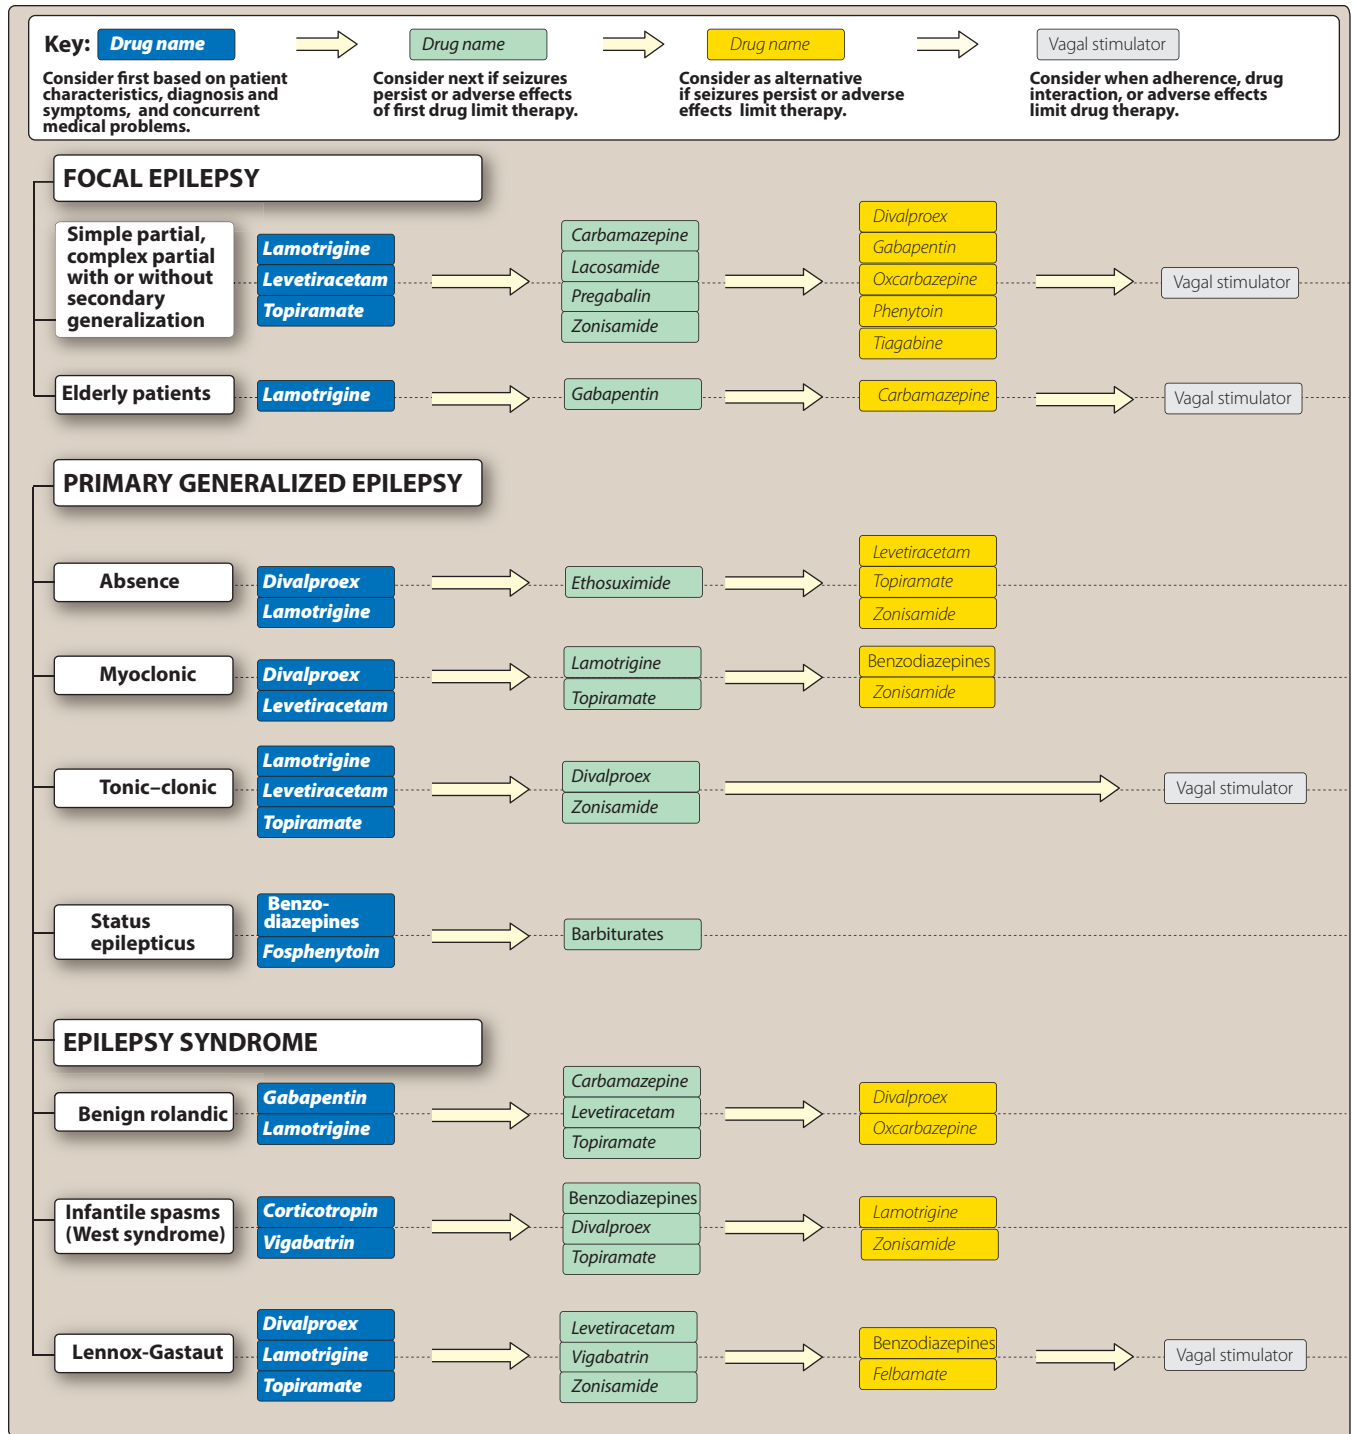 Key:
Drug name
Consider first based on patient
characteristics, diagnosis and
symptoms, and concurrent
medical problems.
Drug name
Consider next if seizures
persist or adverse effects
of first drug limit therapy.
Drug name
Consider as alternative
if seizures persist or adverse
effects limit therapy.
Vagal stimulator
Consider when adherence, drug
interaction, or adverse effects
limit drug therapy.
FOCAL EPILEPSY
Simple partial,
complex partial
with or without
secondary
generalization
Lamotrigine
Levetiracetam
Topiramate
Carbamazepine
Lacosamide
Pregabalin
Zonisamide
Divalproex
Gabapentin
Oxcarbazepine
Phenytoin
Tiagabine
Vagal stimulator
Elderly patients
Lamotrigine
Gabapentin
Carbamazepine
Vagal stimulator
PRIMARY GENERALIZED EPILEPSY
Absence
Divalproex
Lamotrigine
Ethosuximide
Levetiracetam
Topiramate
Zonisamide
Myoclonic
Divalproex
Levetiracetam
Lamotrigine
Topiramate
Benzodiazepines
Zonisamide
Tonic–clonic
Lamotrigine
Levetiracetam
Topiramate
Divalproex
Zonisamide
Vagal stimulator
Status
epilepticus
Benzo-
diazepines
Fosphenytoin
Barbiturates
EPILEPSY SYNDROME
Benign rolandic
Gabapentin
Lamotrigine
Carbamazepine
Levetiracetam
Topiramate
Divalproex
Oxcarbazepine
Infantile spasms
(West syndrome)
Corticotropin
Vigabatrin
Benzodiazepines
Divalproex
Topiramate
Lamotrigine
Zonisamide
Lennox-Gastaut
Divalproex
Lamotrigine
Topiramate
Levetiracetam
Vigabatrin
Zonisamide
Benzodiazepines
Felbamate
Vagal stimulator